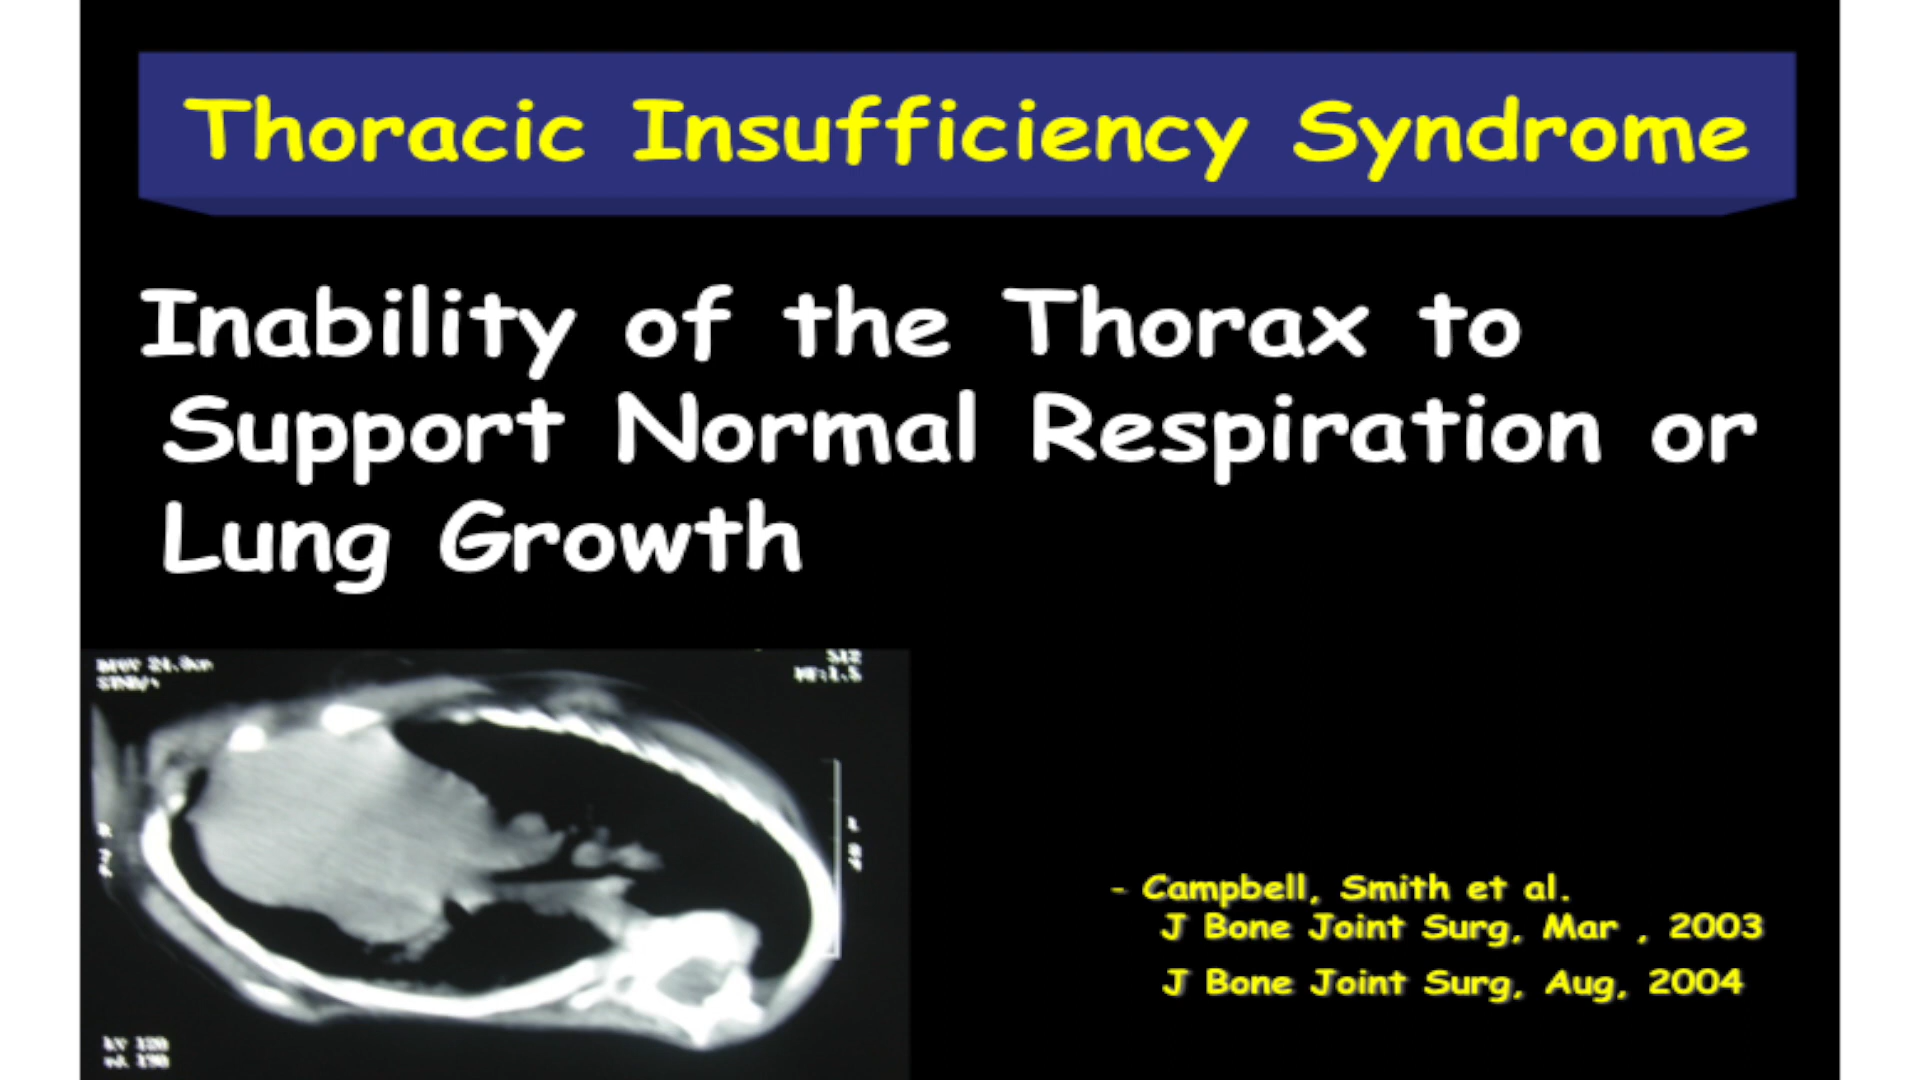 Thoracic Insufficiency Syndrome
Inability of the Thorax to
Support Normal Respiration or
Lung Growth
- Campbell, Smith et al.
J Bone Joint Surg, Mar , 2003
J Bone Joint Surg, Aug, 2004